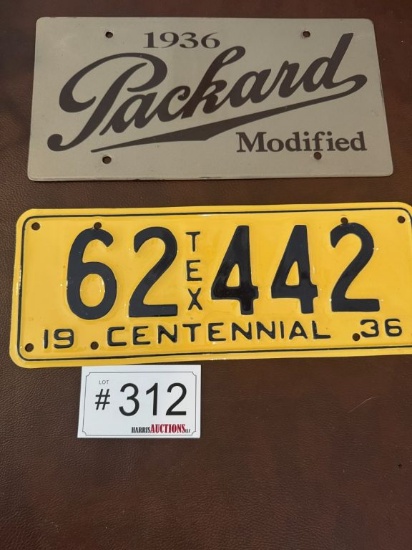 1936
Packard
Modified
62 TEX 442
19 CENTENNIAL 36
LOT
# 312
HARRIS AUCTIONS